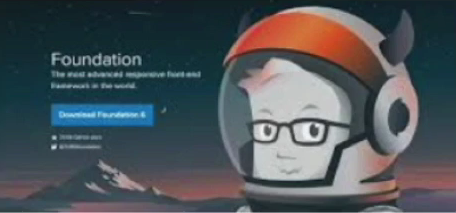 Foundation
The most advanced responsive front-end
framework in the world.
Download Foundation 6